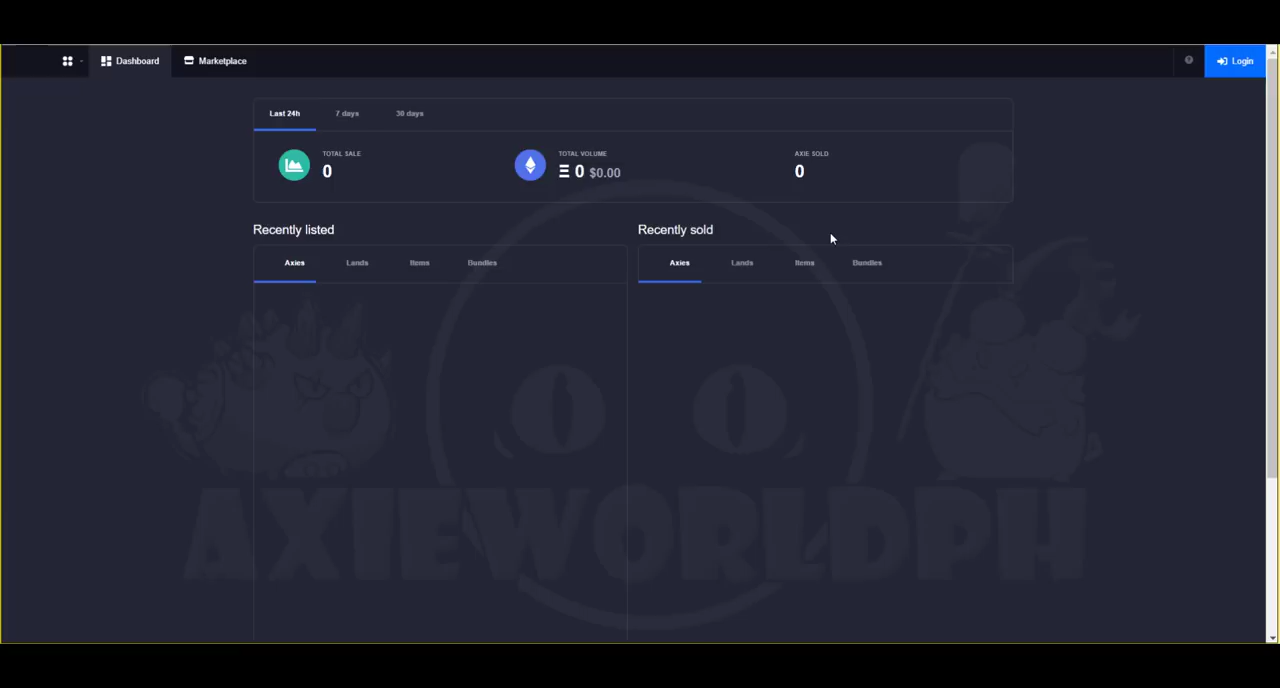 Dashboard Marketplace Login
Last 24h 7 days 30 days
TOTAL SALE TOTAL VOLUME AXIE SOLD
0 Ξ 0 $0.00 0
Recently listed Recently sold
Axies Lands Items Bundles Axies Lands Items Bundles
AXIEWORLDPH